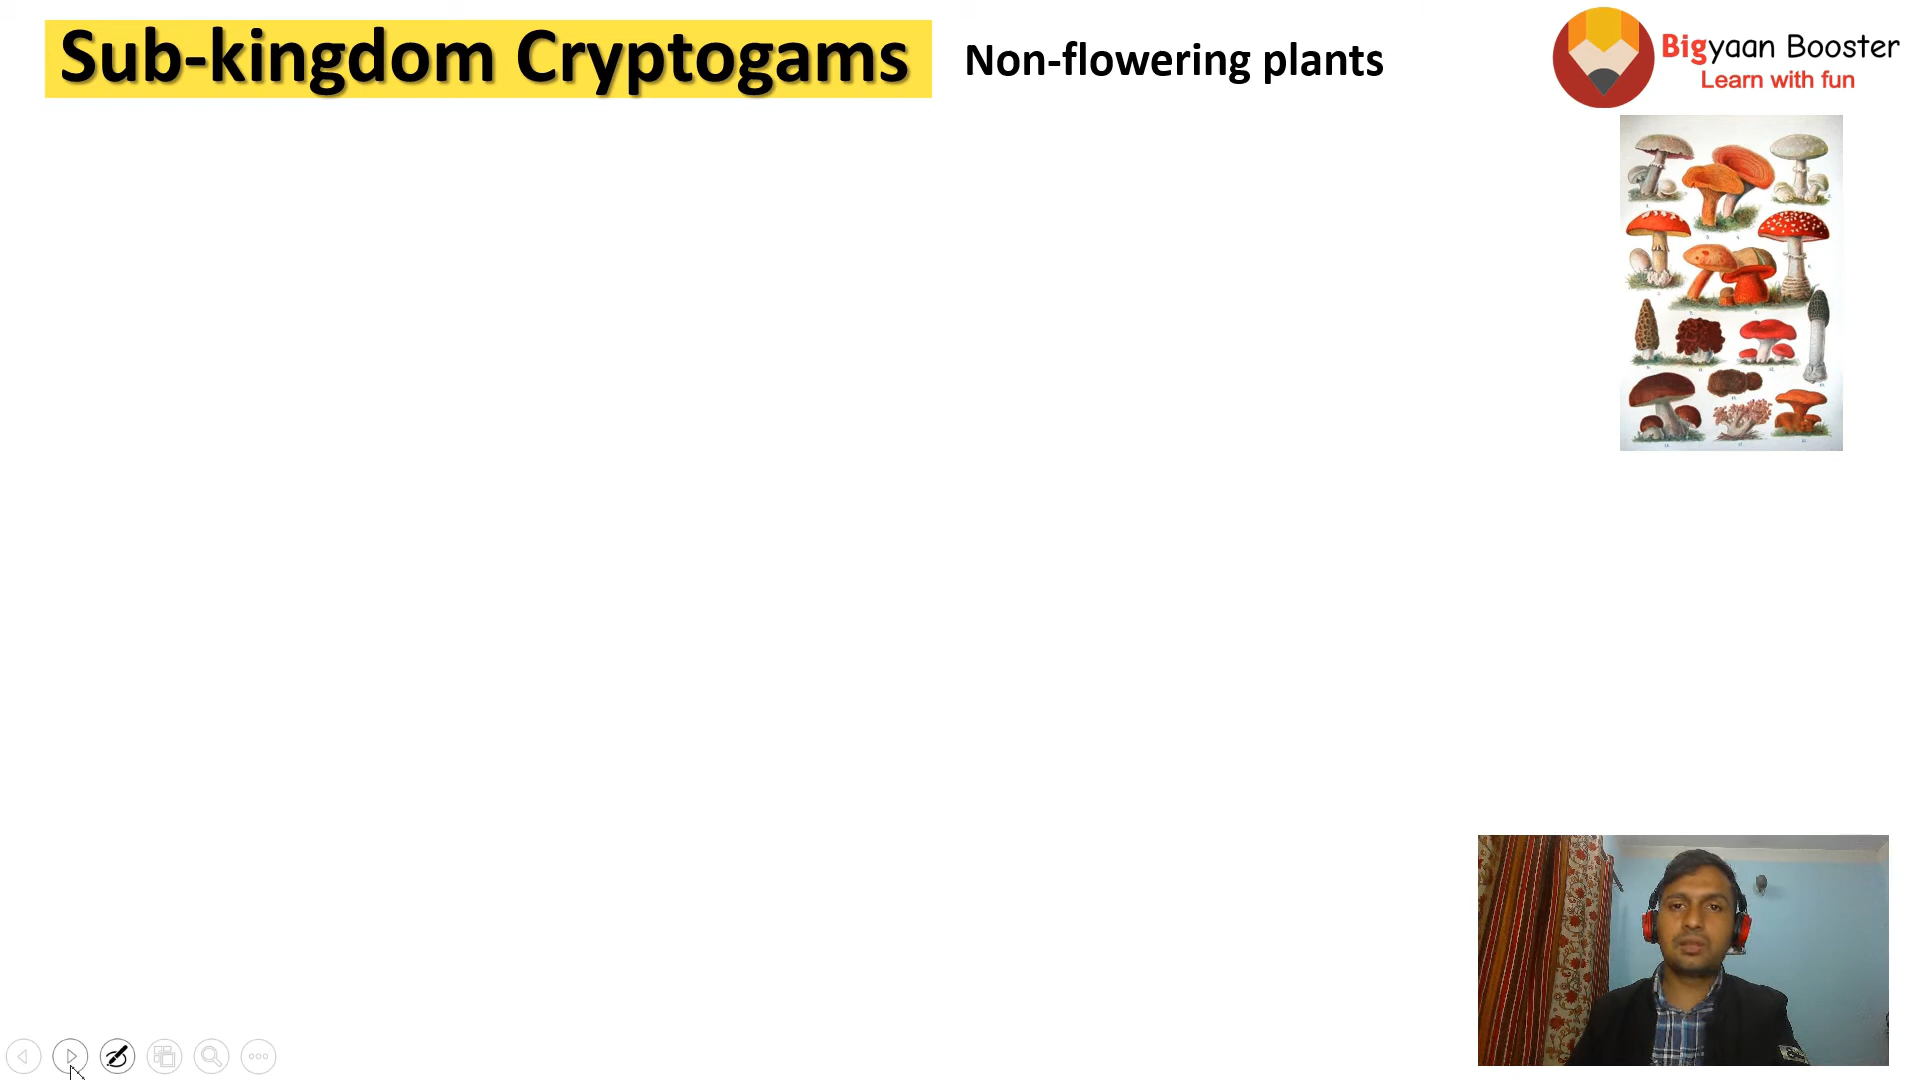 Sub-kingdom Cryptogams
Non-flowering plants
Bigyaan Booster
Learn with fun